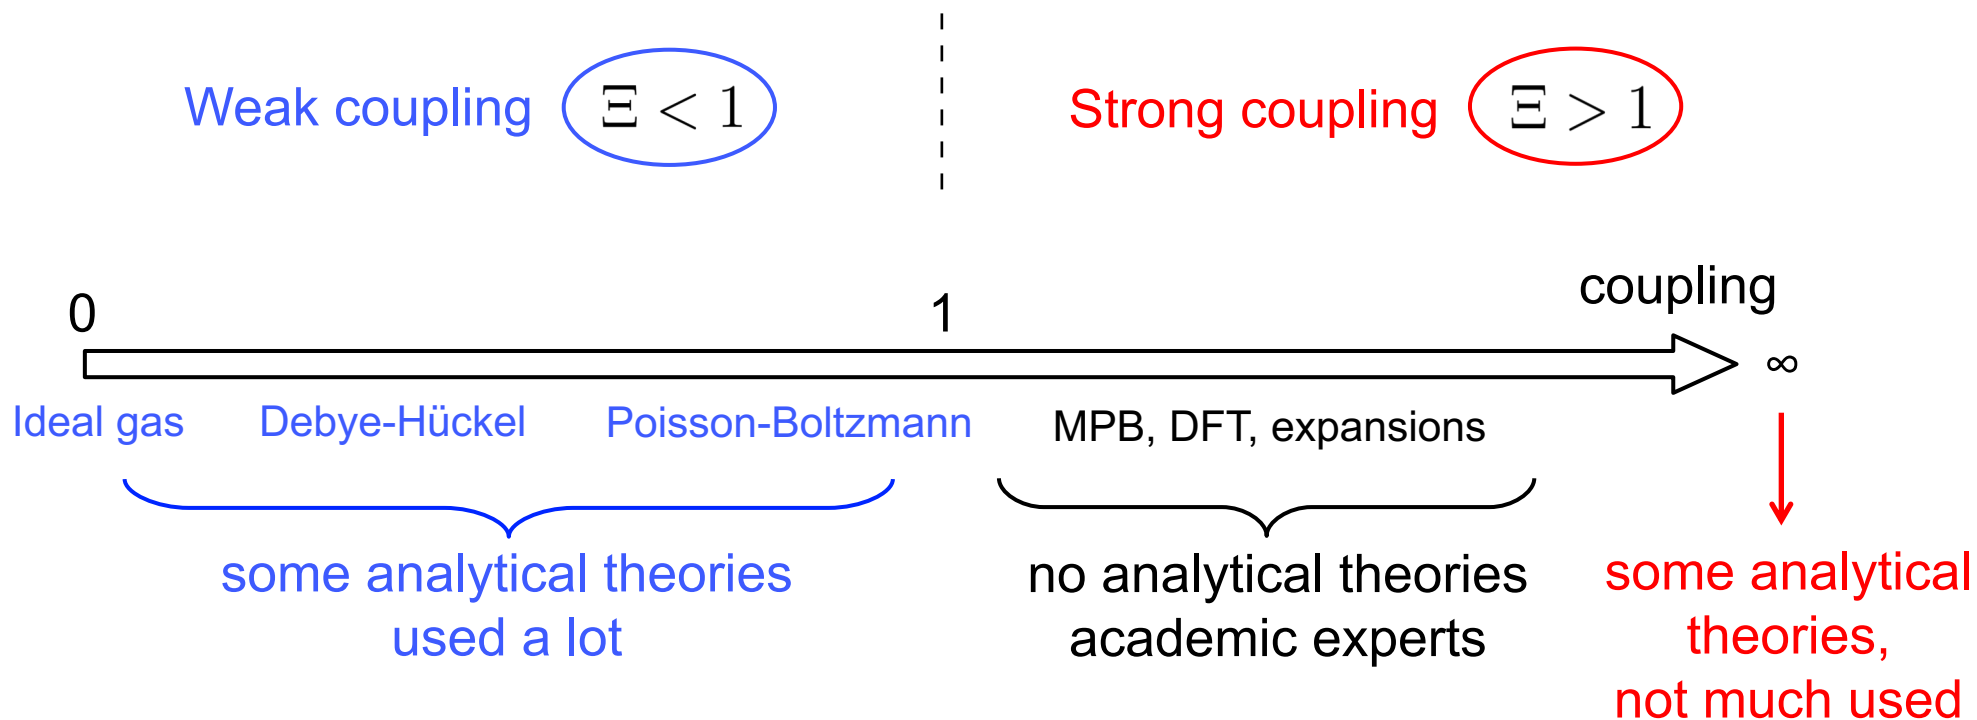 Weak coupling Ξ < 1
Strong coupling Ξ > 1
coupling
0 1
∞
Ideal gas Debye-Hückel Poisson-Boltzmann MPB, DFT, expansions
some analytical theories
used a lot
no analytical theories
academic experts
some analytical
theories,
not much used